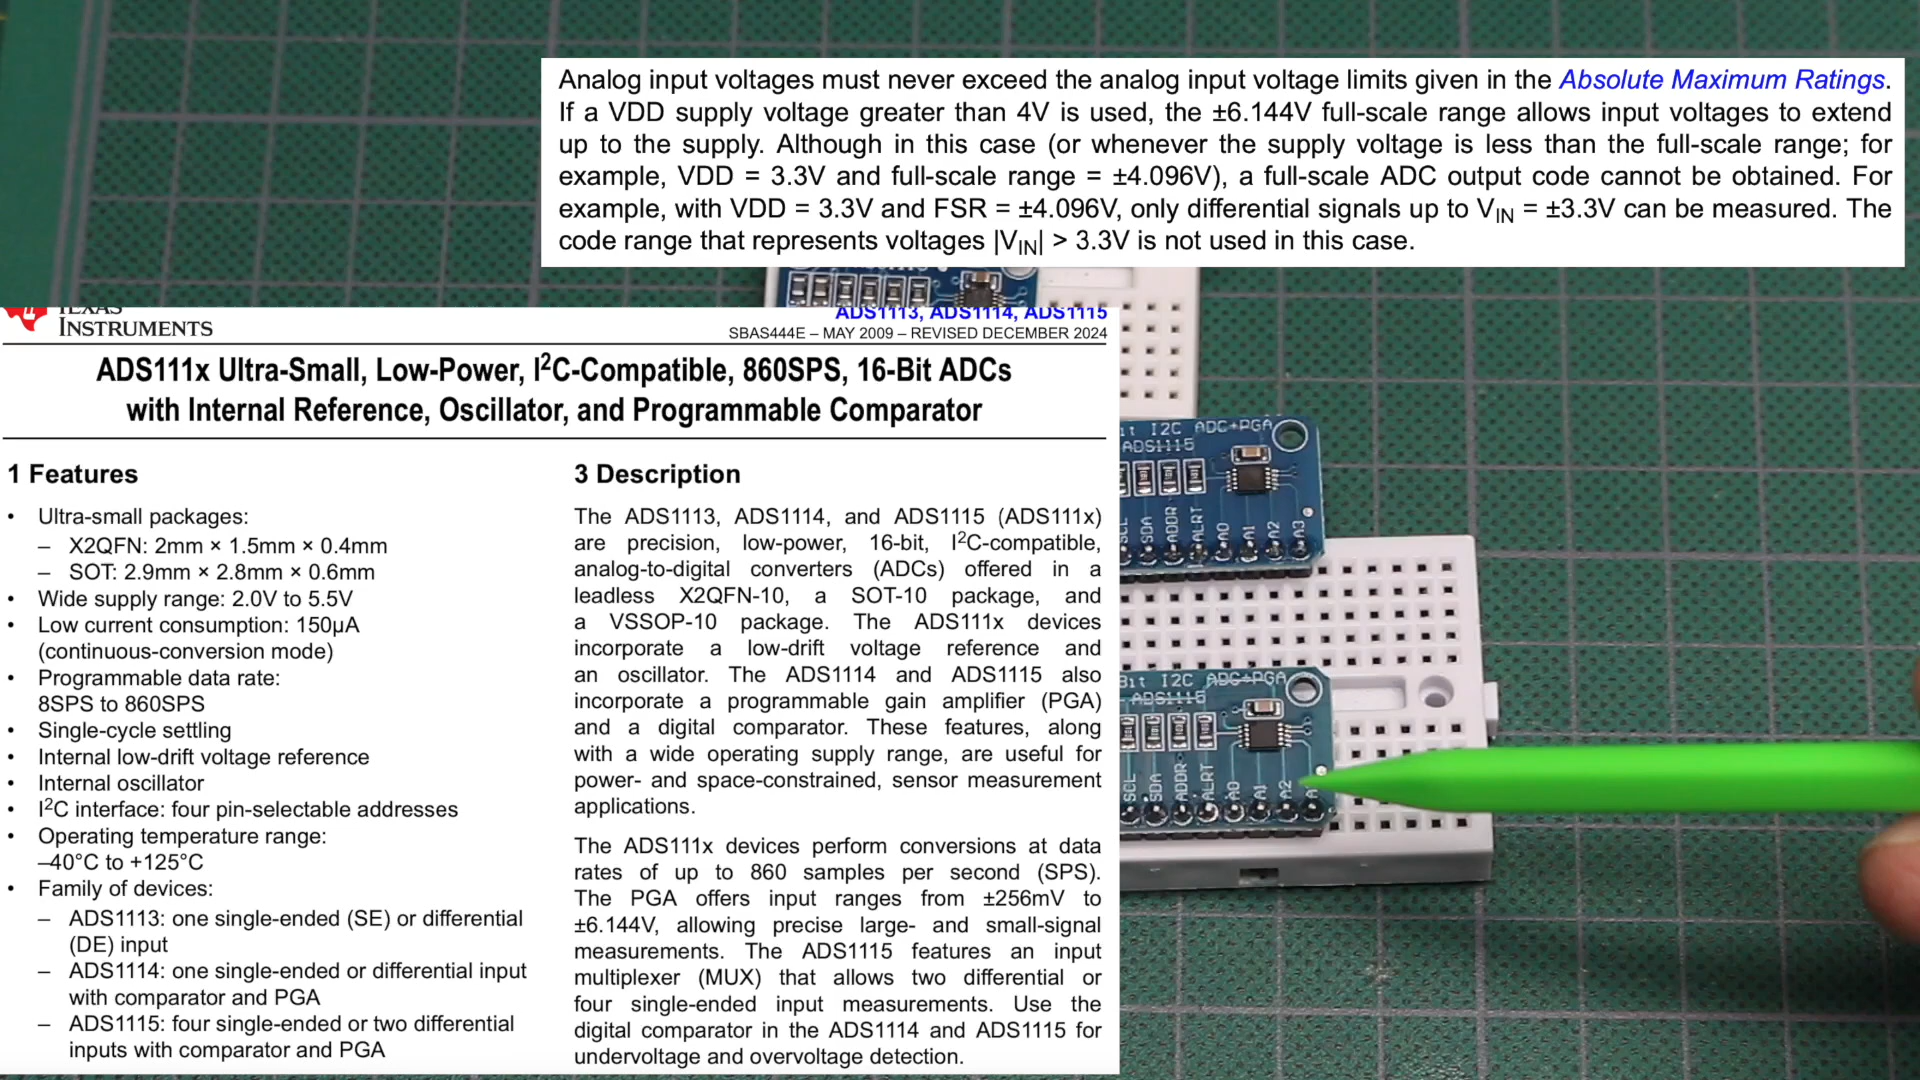 Analog input voltages must never exceed the analog input voltage limits given in the Absolute Maximum Ratings.
If a VDD supply voltage greater than 4V is used, the ±6.144V full-scale range allows input voltages to extend
up to the supply. Although in this case (or whenever the supply voltage is less than the full-scale range; for
example, VDD = 3.3V and full-scale range = ±4.096V), a full-scale ADC output code cannot be obtained. For
example, with VDD = 3.3V and FSR = ±4.096V, only differential signals up to VIN = ±3.3V can be measured. The
code range that represents voltages |VIN| > 3.3V is not used in this case.
TEXAS
INSTRUMENTS
ADS1113, ADS1114, ADS1115
SBAS444E – MAY 2009 – REVISED DECEMBER 2024
ADS111x Ultra-Small, Low-Power, I2C-Compatible, 860SPS, 16-Bit ADCs
with Internal Reference, Oscillator, and Programmable Comparator
1 Features
• Ultra-small packages:
– X2QFN: 2mm × 1.5mm × 0.4mm
– SOT: 2.9mm × 2.8mm × 0.6mm
• Wide supply range: 2.0V to 5.5V
• Low current consumption: 150µA
(continuous-conversion mode)
• Programmable data rate:
8SPS to 860SPS
• Single-cycle settling
• Internal low-drift voltage reference
• Internal oscillator
• I2C interface: four pin-selectable addresses
• Operating temperature range:
–40°C to +125°C
• Family of devices:
– ADS1113: one single-ended (SE) or differential
(DE) input
– ADS1114: one single-ended or differential input
with comparator and PGA
– ADS1115: four single-ended or two differential
inputs with comparator and PGA
3 Description
The ADS1113, ADS1114, and ADS1115 (ADS111x)
are precision, low-power, 16-bit, I2C-compatible,
analog-to-digital converters (ADCs) offered in a
leadless X2QFN-10, a SOT-10 package, and
a VSSOP-10 package. The ADS111x devices
incorporate a low-drift voltage reference and
an oscillator. The ADS1114 and ADS1115 also
incorporate a programmable gain amplifier (PGA)
and a digital comparator. These features, along
with a wide operating supply range, are useful for
power- and space-constrained, sensor measurement
applications.
The ADS111x devices perform conversions at data
rates of up to 860 samples per second (SPS).
The PGA offers input ranges from ±256mV to
±6.144V, allowing precise large- and small-signal
measurements. The ADS1115 features an input
multiplexer (MUX) that allows two differential or
four single-ended input measurements. Use the
digital comparator in the ADS1114 and ADS1115 for
undervoltage and overvoltage detection.
I2C ADC+PGA
ADS1115
SCL SDA ADDR ALRT A0 A1 A2 A3
Bit I2C ADC+PGA
ADS1115
SCL SDA ADDR ALRT A0 A1 A2